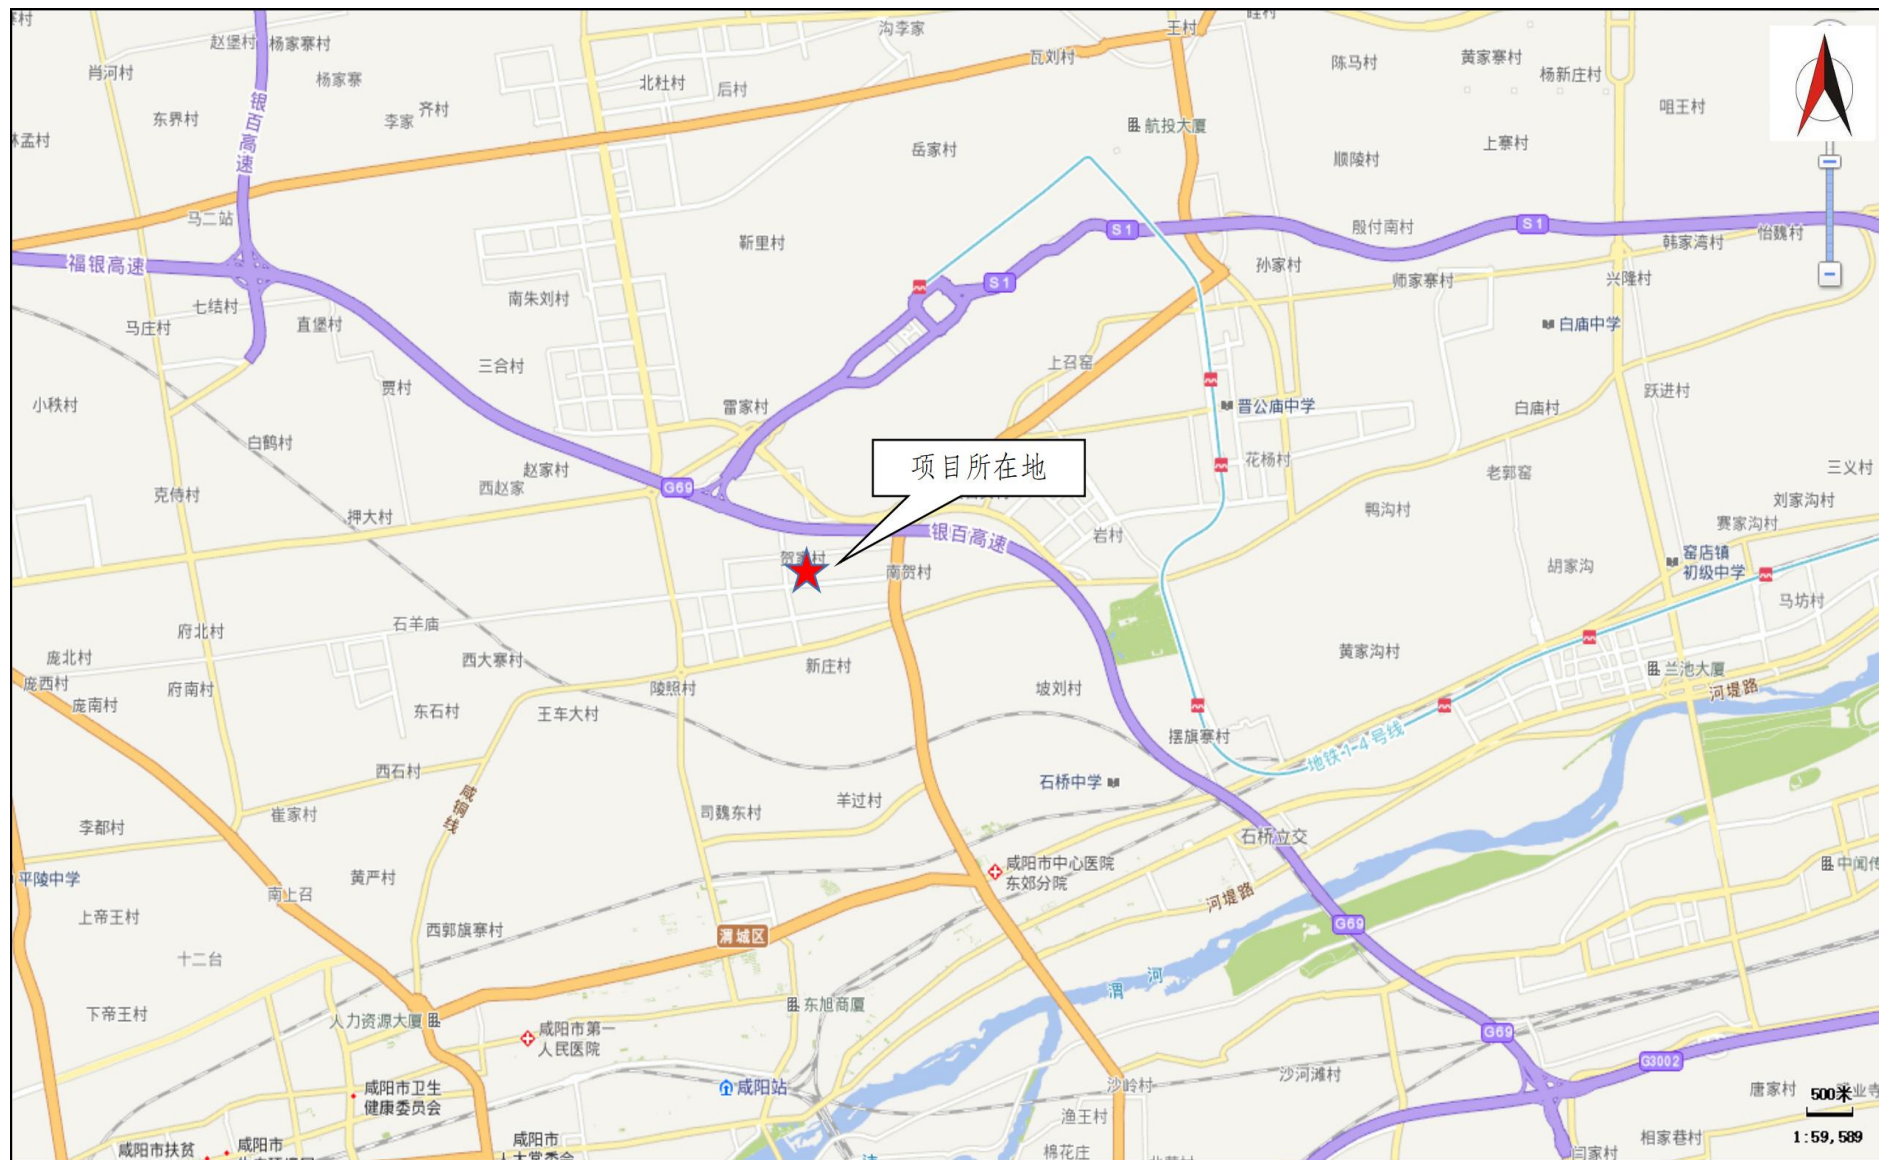 赵堡村
杨家寨村
沟李家
王村
肖河村
杨家寨
瓦刘村
陈马村
黄家寨村
杨新庄村
北杜村
后村
齐村
李家
东界村
咀王村
银百高速
航投大厦
上寨村
岳家村
顺陵村
马二站
靳里村
S1
S1
殷付南村
韩家湾村
怡魏村
福银高速
孙家村
师家寨村
兴隆村
S1
七结村
南朱刘村
直堡村
马庄村
白庙中学
三合村
上召窑
贾村
跃进村
小秩村
雷家村
晋公庙中学
白庙村
白鹤村
花杨村
项目所在地
赵家村
老郭窑
三义村
西赵家
G69
克侍村
刘家沟村
押大村
鸭沟村
赛家沟村
银百高速
岩村
贺家村
南贺村
胡家沟
窑店镇
初级中学
马坊村
石羊庙
府北村
庞北村
西大寨村
新庄村
黄家沟村
兰池大厦
庞西村
府南村
陵照村
坡刘村
河堤路
庞南村
东石村
王车大村
摆旗寨村
地铁1-4号线
西石村
石桥中学
咸铜线
羊过村
司魏东村
崔家村
李都村
石桥立交
咸阳市中心医院
东郊分院
平陵中学
黄严村
中闻传
南上召
河堤路
上帝王村
西郭旗寨村
渭城区
G69
十二台
渭河
东旭商厦
下帝王村
人力资源大厦
咸阳市第一
人民医院
G69
G3002
沙河滩村
咸阳站
沙岭村
咸阳市卫生
健康委员会
唐家村
500米
渔王村
1:59,589
咸阳市扶贫
咸阳市
咸阳市
相家巷村
棉花庄
闫家村